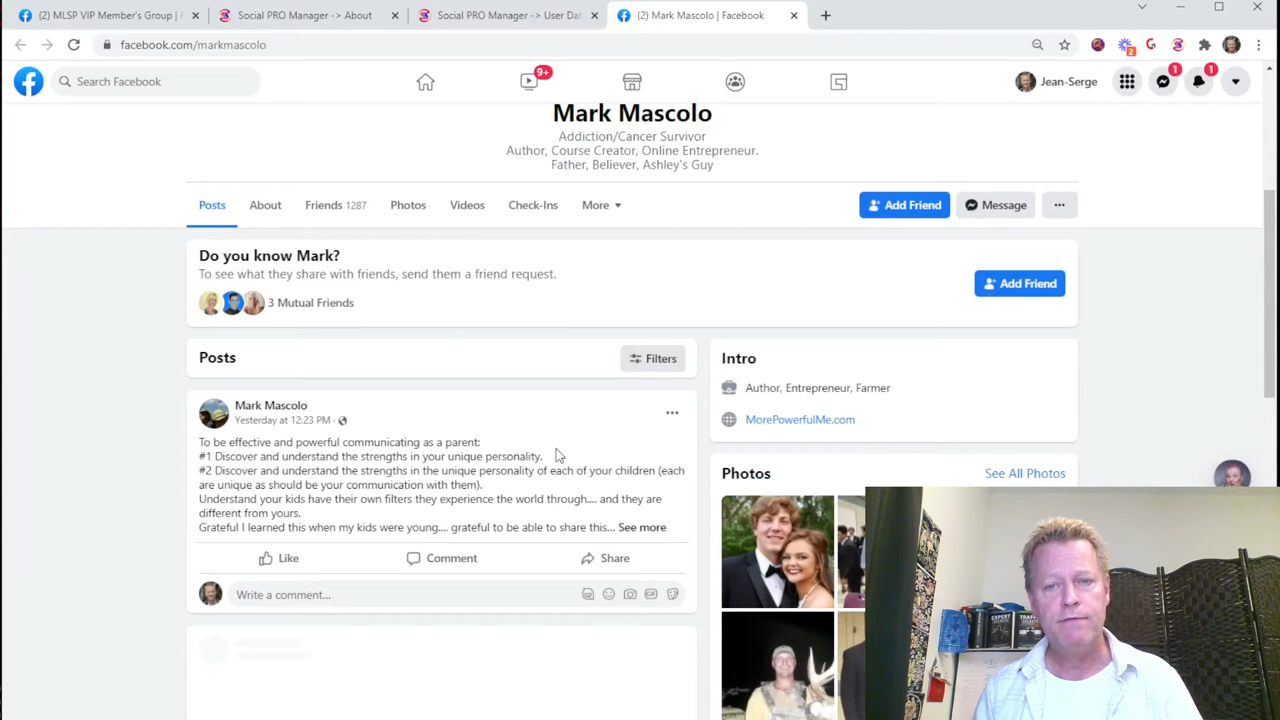 (2) MLSP VIP Member's Group | F
Social PRO Manager -> About
Social PRO Manager -> User Dat
(2) Mark Mascolo | Facebook
facebook.com/markmascolo
2
Search Facebook
9+
Jean-Serge
1
1
Mark Mascolo
Addiction/Cancer Survivor
Author, Course Creator, Online Entrepreneur.
Father, Believer, Ashley's Guy
Posts
About
Friends 1287
Photos
Videos
Check-Ins
More
Add Friend
Message
Do you know Mark?
To see what they share with friends, send them a friend request.
3 Mutual Friends
Add Friend
Posts
Filters
Mark Mascolo
Yesterday at 12:23 PM ·
To be effective and powerful communicating as a parent:
#1 Discover and understand the strengths in your unique personality.
#2 Discover and understand the strengths in the unique personality of each of your children (each
are unique as should be your communication with them).
Understand your kids have their own filters they experience the world through.... and they are
different from yours.
Grateful I learned this when my kids were young.... grateful to be able to share this... See more
Like
Comment
Share
Write a comment...
GIF
Intro
Author, Entrepreneur, Farmer
MorePowerfulMe.com
Photos
See All Photos
EXPERT
TRAFF